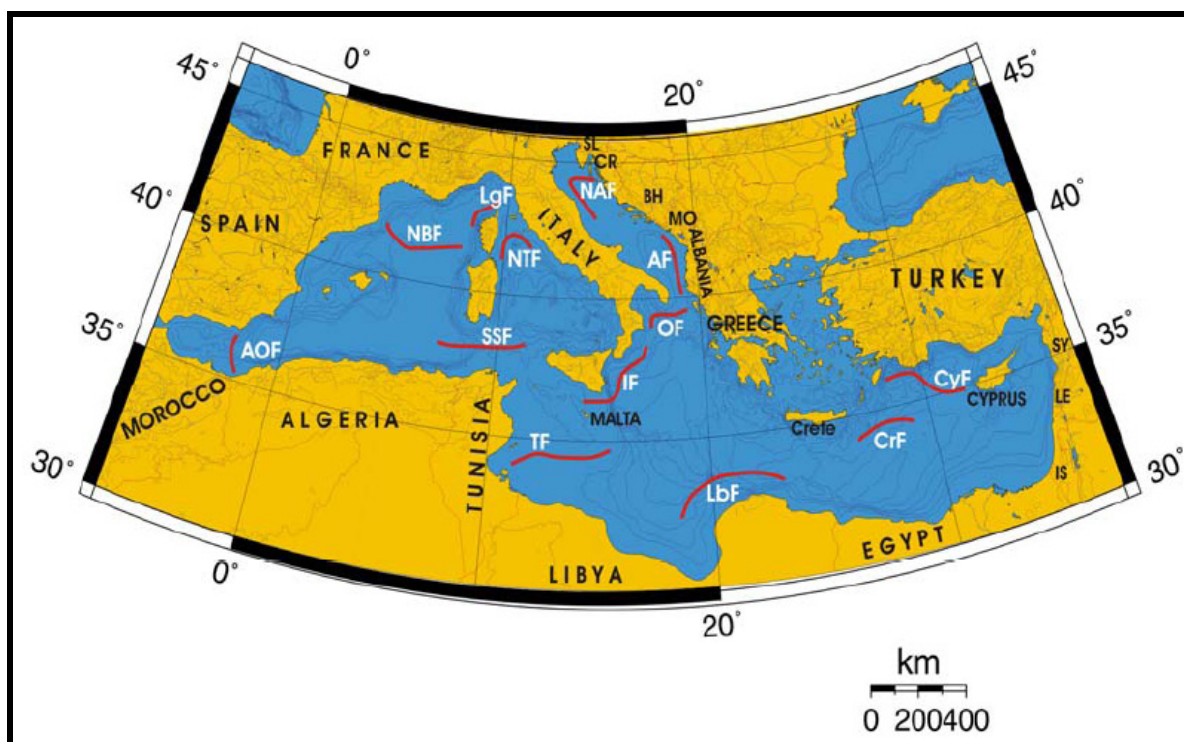 0°
20°
45°
45°
SL
CR
FRANCE
LgF
NAF
BH
40°
40°
SPAIN
NBF
NTF
ITALY
MO
ALBANIA
AF
TURKEY
35°
35°
AOF
SSF
OF
GREECE
SY
IF
CyF
MOROCCO
CYPRUS
LE
ALGERIA
TUNISIA
MALTA
Crete
CrF
TF
30°
30°
LbF
IS
EGYPT
0°
LIBYA
20°
km
0 200400